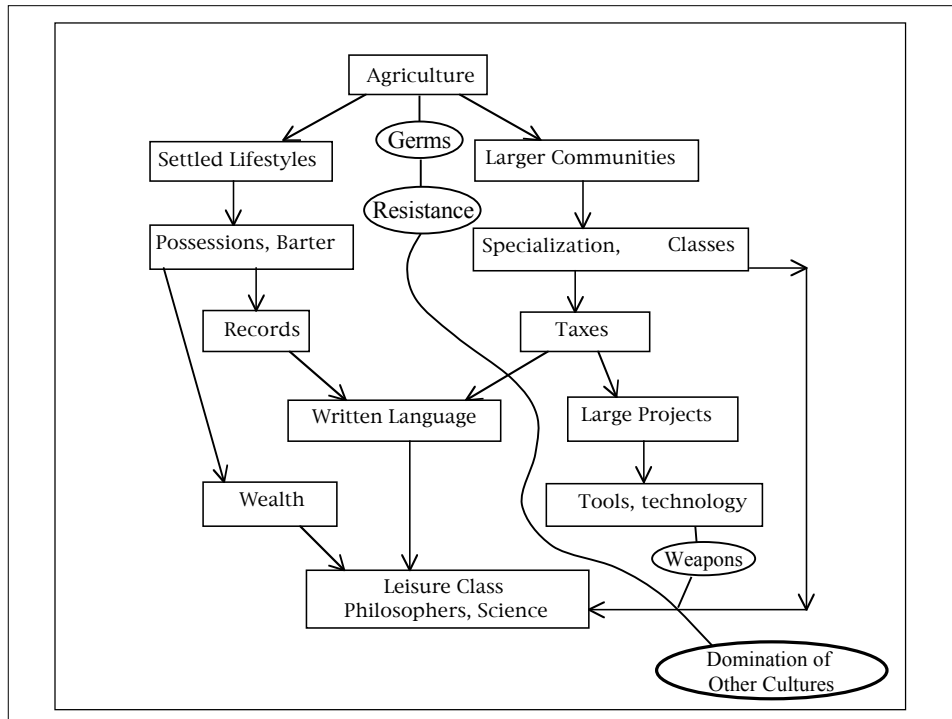 Agriculture
Germs
Settled Lifestyles
Larger Communities
Resistance
Possessions, Barter
Specialization, Classes
Records
Taxes
Written Language
Large Projects
Wealth
Tools, technology
Weapons
Leisure Class
Philosophers, Science
Domination of
Other Cultures